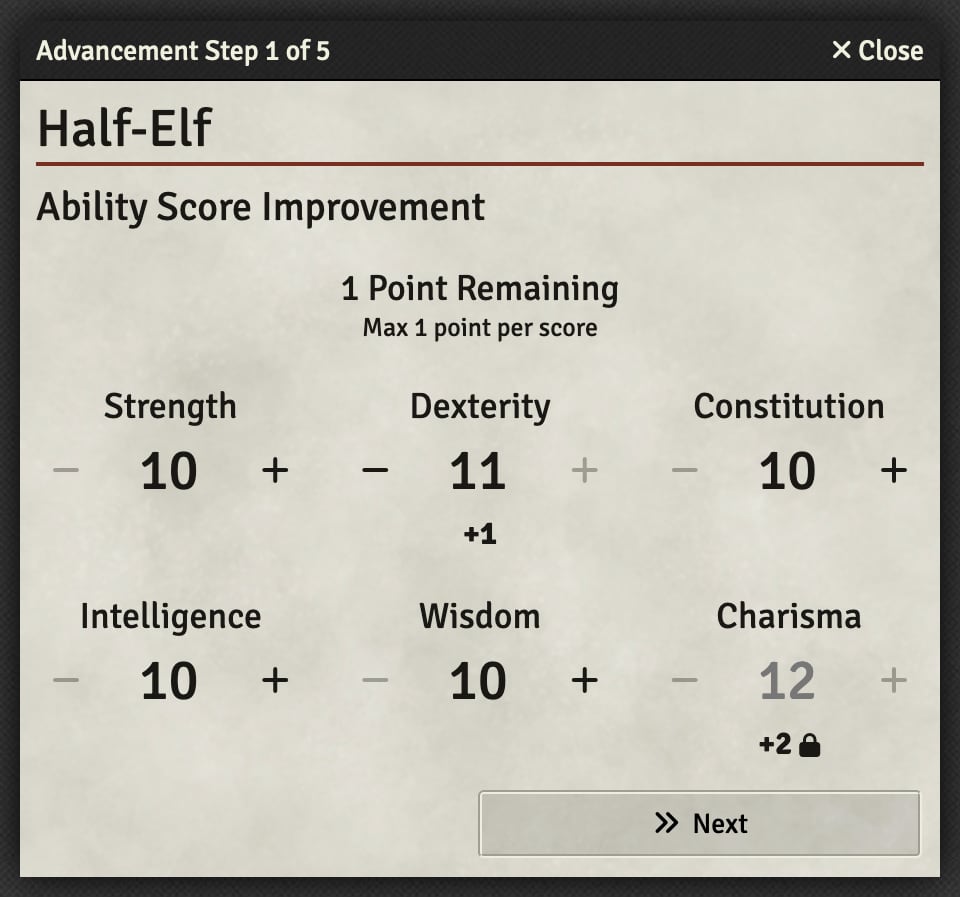 Advancement Step 1 of 5
× Close
Half-Elf
Ability Score Improvement
1 Point Remaining
Max 1 point per score
Strength Dexterity Constitution
− 10 + − 11 + − 10 +
+1
Intelligence Wisdom Charisma
− 10 + − 10 + − 12 +
+2
» Next